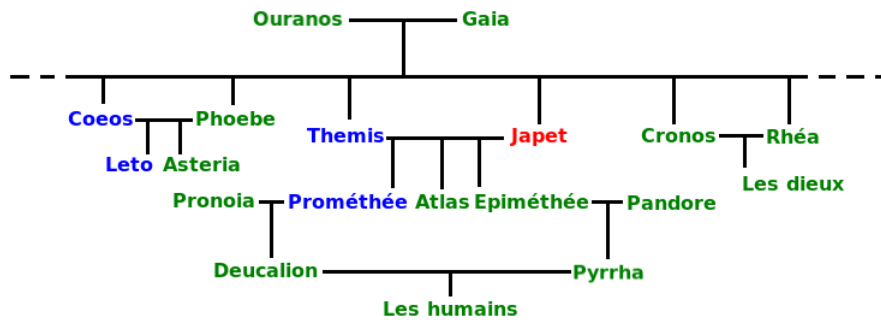 Ouranos Gaia
Coeos Phoebe Themis Japet Cronos Rhéa
Leto Asteria Les dieux
Pronoia Prométhée Atlas Epiméthée Pandore
Deucalion Pyrrha
Les humains